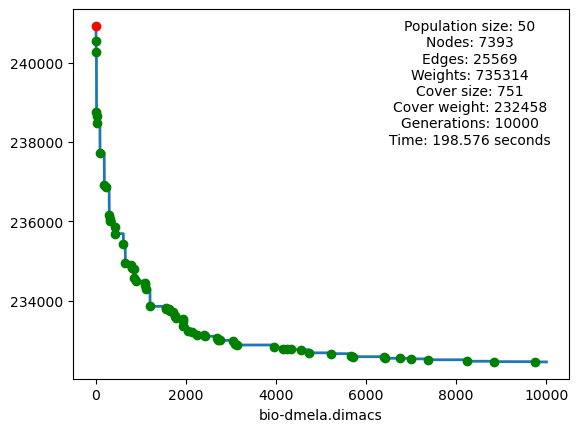 Population size: 50
Nodes: 7393
Edges: 25569
Weights: 735314
Cover size: 751
Cover weight: 232458
Generations: 10000
Time: 198.576 seconds
240000
238000
236000
234000
0 2000 4000 6000 8000 10000
bio-dmela.dimacs